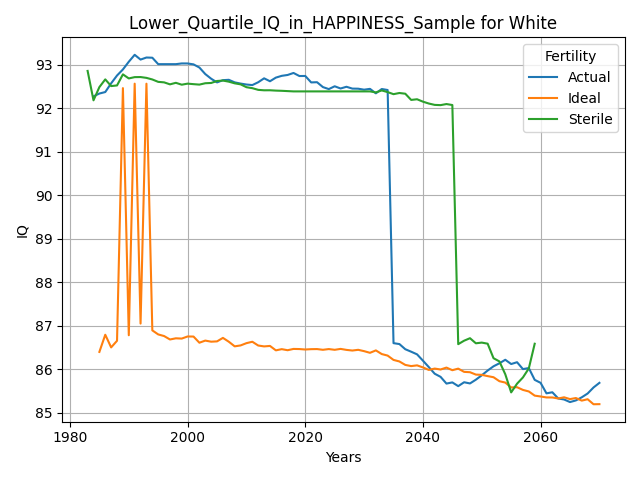 Lower_Quartile_IQ_in_HAPPINESS_Sample for White
Fertility
Actual
Ideal
Sterile
IQ
93
92
91
90
89
88
87
86
85
1980
2000
2020
2040
2060
Years